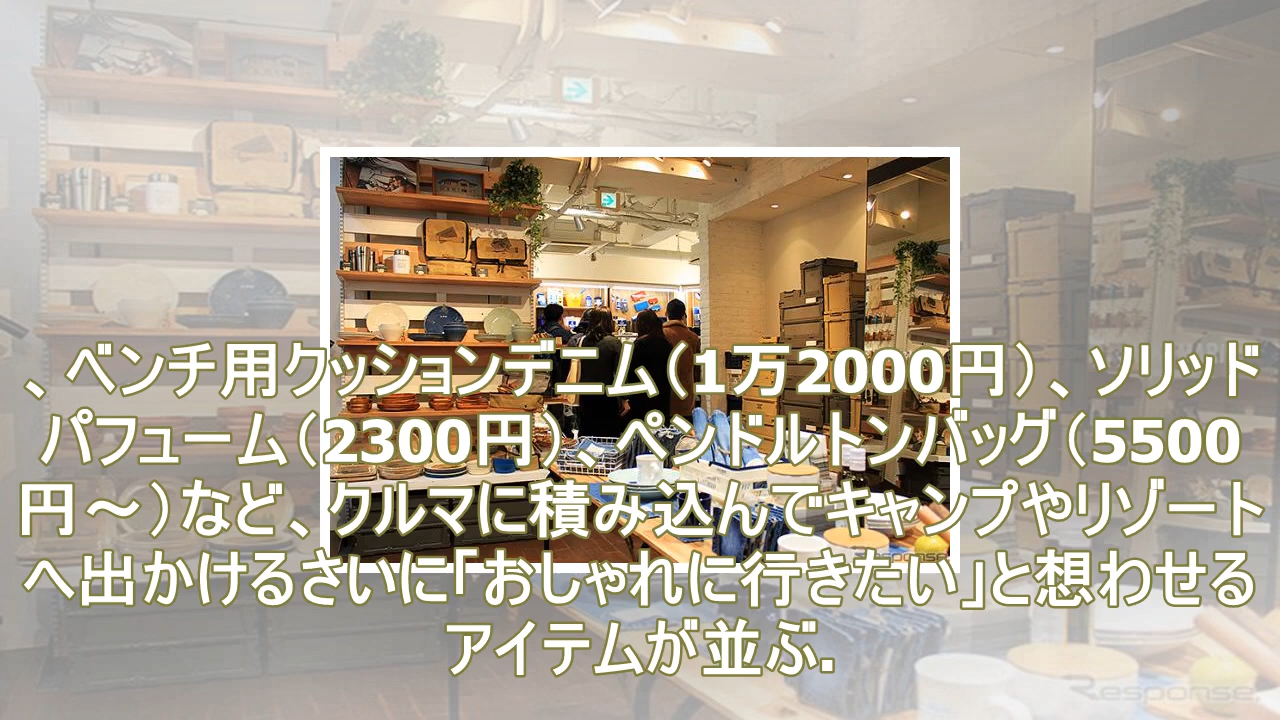 、ベンチ用クッションデニム（1万2000円）、ソリッド
パフューム（2300円）、ペンドルトンバッグ（5500
円～）など、クルマに積み込んでキャンプやリゾート
へ出かけるさいに「おしゃれに行きたい」と想わせる
アイテムが並ぶ.
Response.